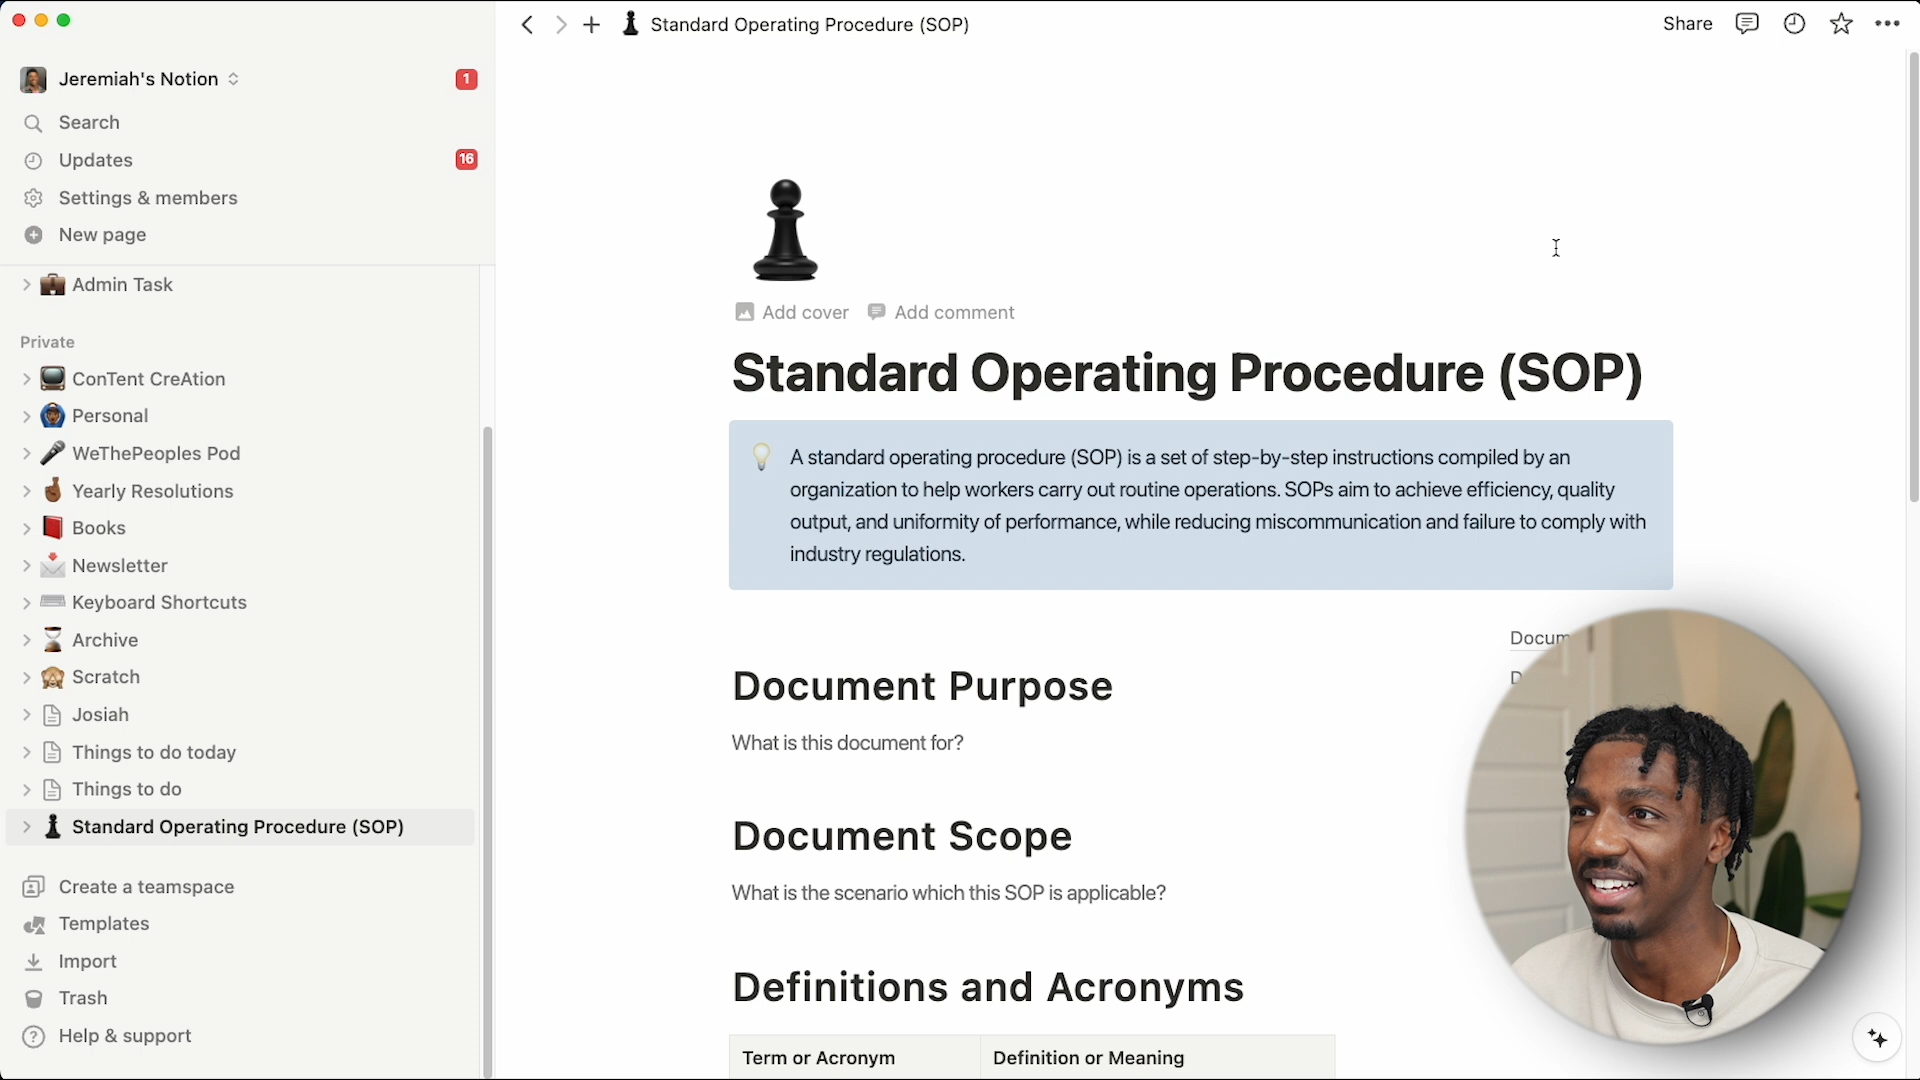 Standard Operating Procedure (SOP)
Share
Jeremiah's Notion
1
Search
Updates
16
Settings & members
New page
Admin Task
Private
ConTent CreAtion
Personal
WeThePeoples Pod
Yearly Resolutions
Books
Newsletter
Keyboard Shortcuts
Archive
Scratch
Josiah
Things to do today
Things to do
Standard Operating Procedure (SOP)
Create a teamspace
Templates
Import
Trash
Help & support
Add cover
Add comment
Standard Operating Procedure (SOP)
A standard operating procedure (SOP) is a set of step-by-step instructions compiled by an
organization to help workers carry out routine operations. SOPs aim to achieve efficiency, quality
output, and uniformity of performance, while reducing miscommunication and failure to comply with
industry regulations.
Document Purpose
What is this document for?
Document Scope
What is the scenario which this SOP is applicable?
Definitions and Acronyms
Term or Acronym
Definition or Meaning